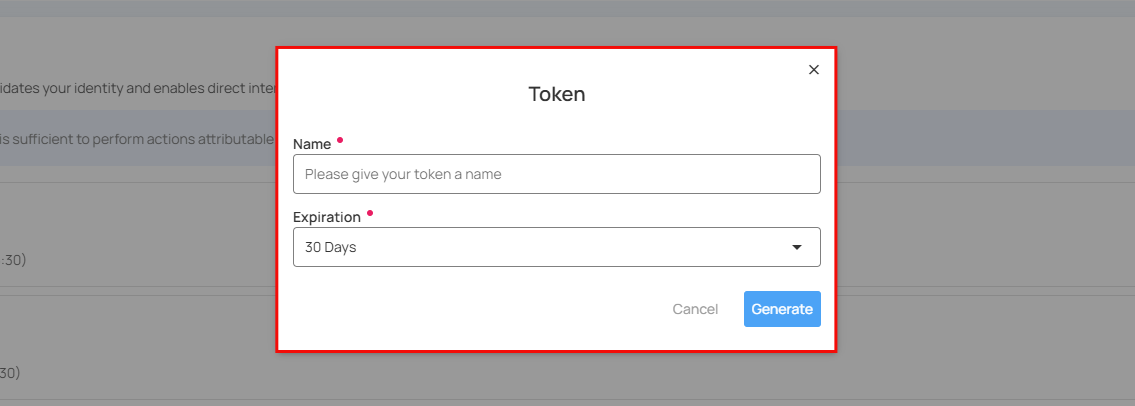 Token
idates your identity and enables direct inter
is sufficient to perform actions attributable
Name
Please give your token a name
Expiration
30 Days
:30)
Cancel Generate
30)